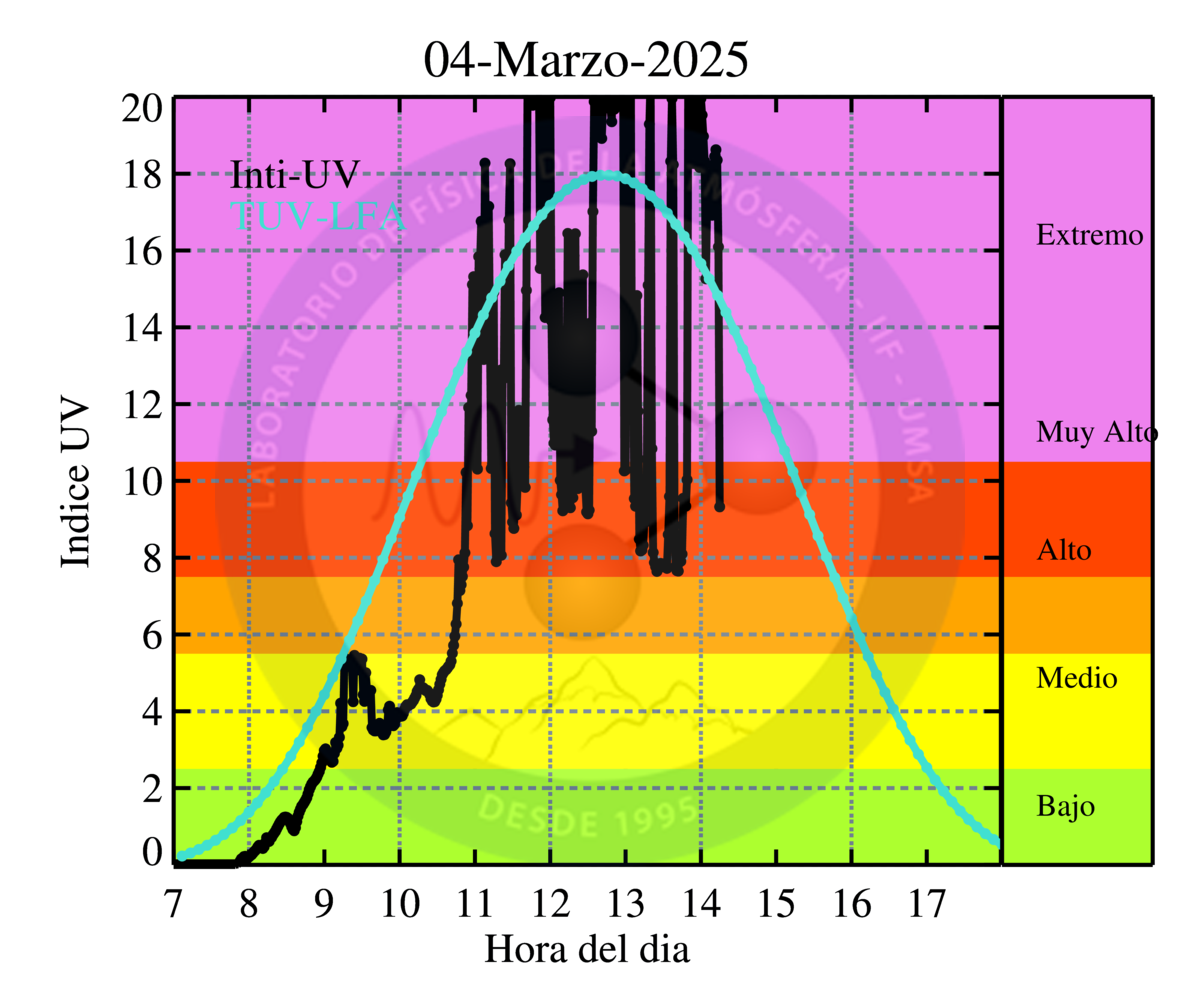 04-Marzo-2025
20
18
16
14
12
10
8
6
4
2
0
Indice UV
Inti-UV
TUV-LFA
LABORATORIO DE FÍSICA DE LA ATMÓSFERA - IIF - UMSA
DESDE 1995
Extremo
Muy Alto
Alto
Medio
Bajo
7 8 9 10 11 12 13 14 15 16 17
Hora del dia